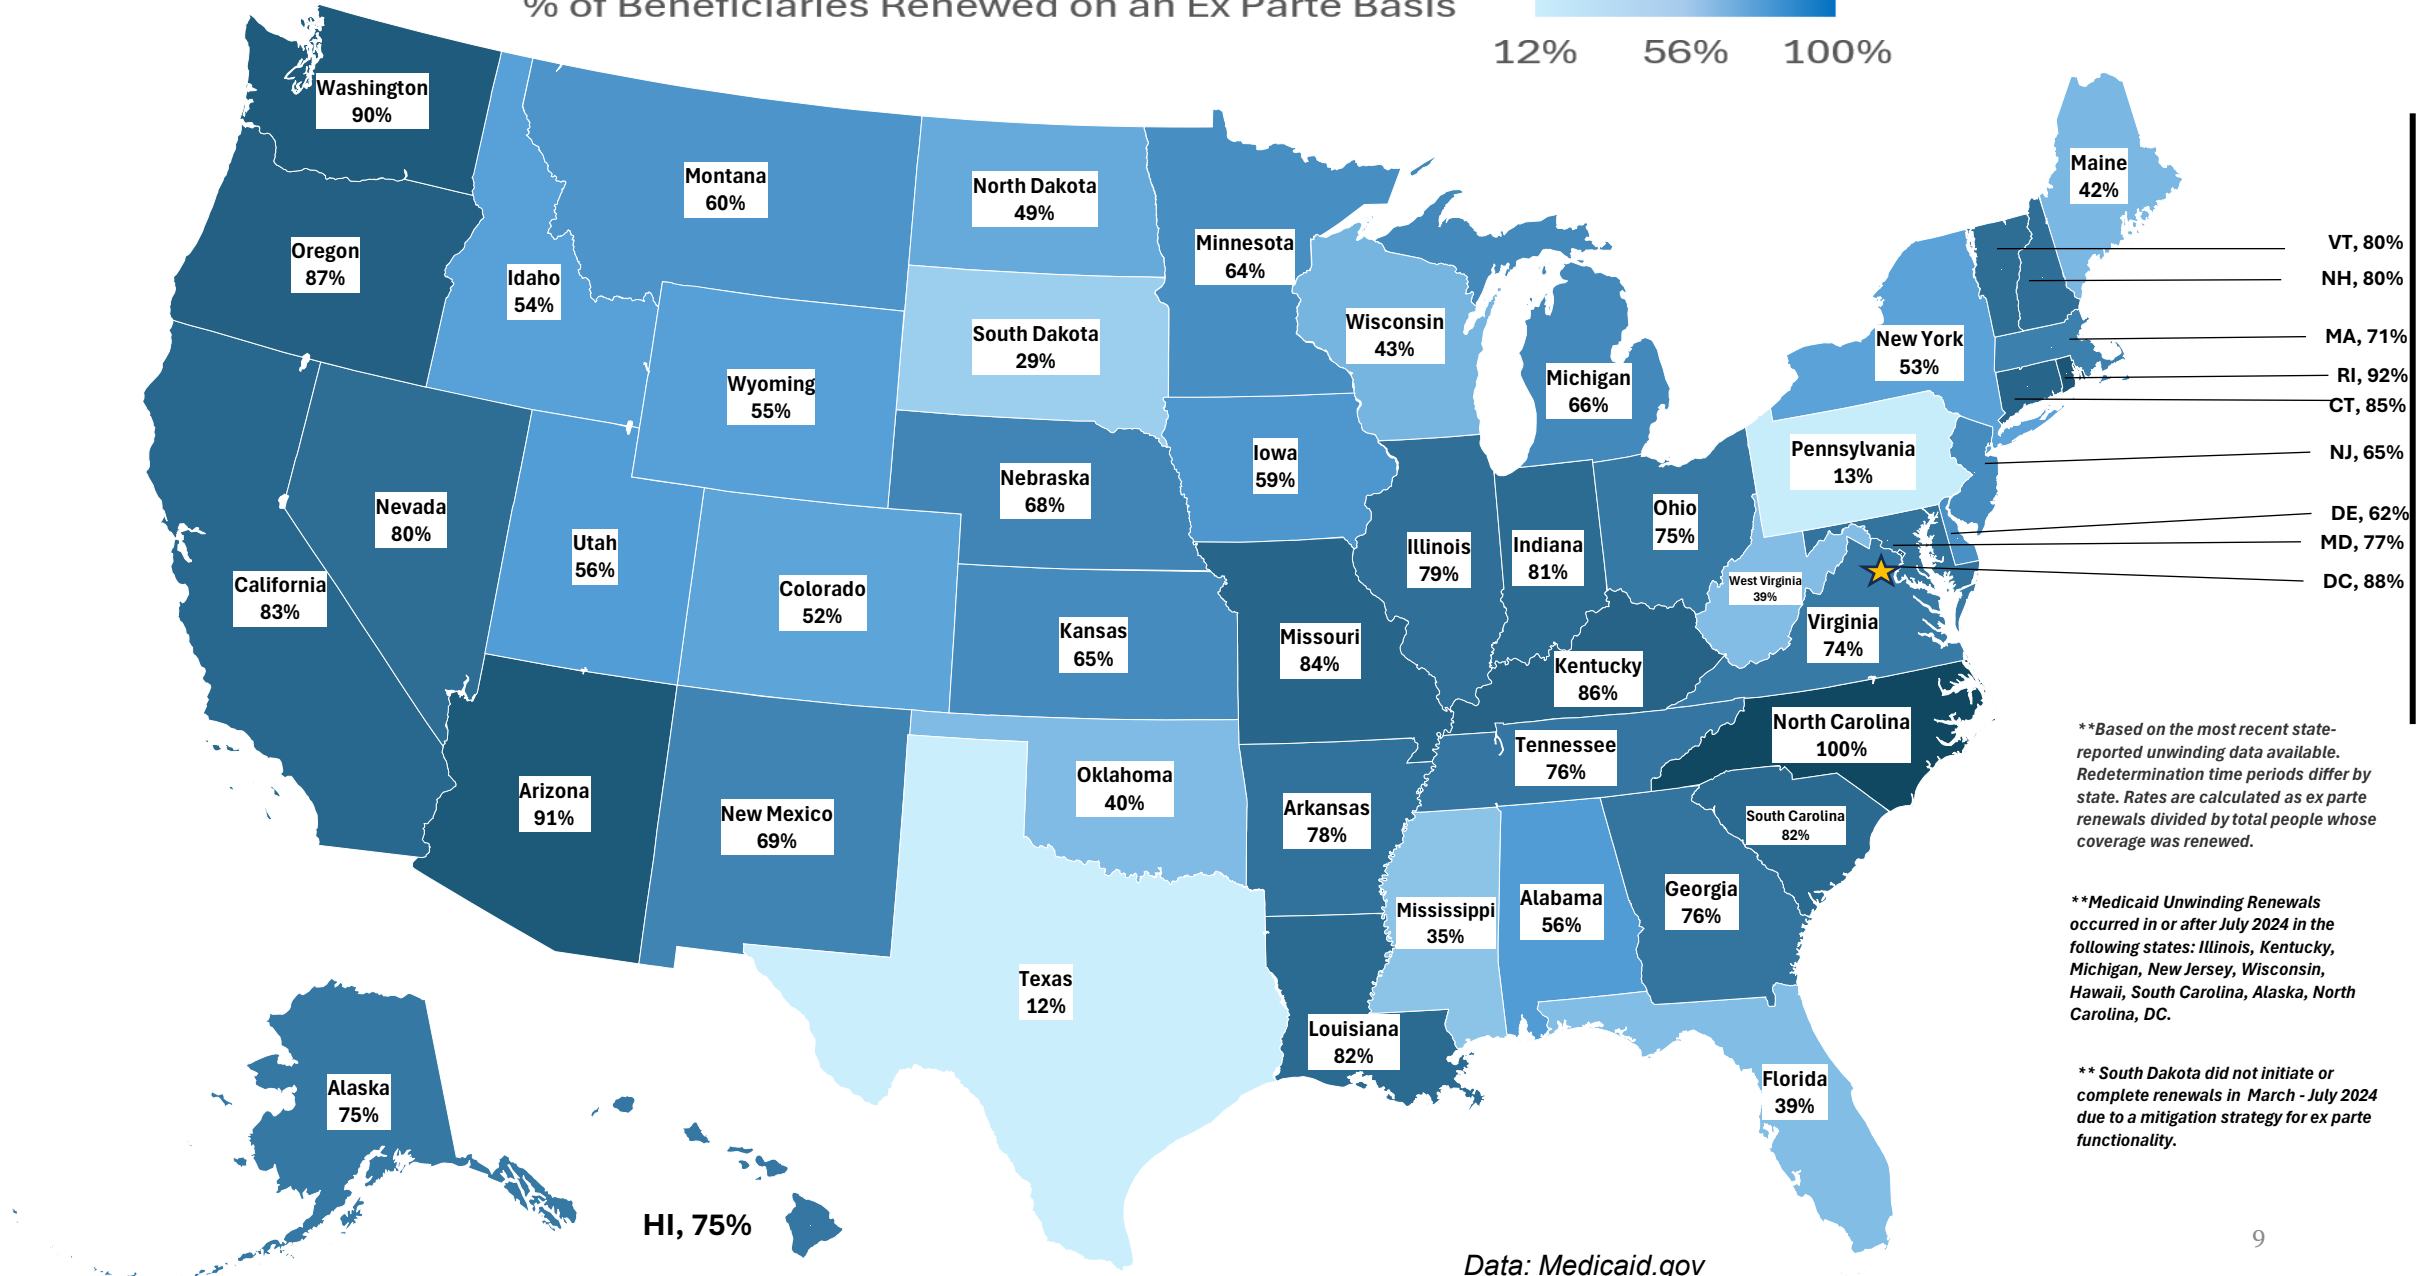 % of Beneficiaries Renewed on an Ex Parte Basis
12% 56% 100%
Washington
90%
Oregon
87%
California
83%
Nevada
80%
Idaho
54%
Montana
60%
Wyoming
55%
Utah
56%
Colorado
52%
Arizona
91%
New Mexico
69%
North Dakota
49%
South Dakota
29%
Nebraska
68%
Kansas
65%
Oklahoma
40%
Texas
12%
Minnesota
64%
Iowa
59%
Missouri
84%
Arkansas
78%
Louisiana
82%
Wisconsin
43%
Illinois
79%
Michigan
66%
Indiana
81%
Ohio
75%
Kentucky
86%
Tennessee
76%
Mississippi
35%
Alabama
56%
Georgia
76%
Florida
39%
South Carolina
82%
North Carolina
100%
Virginia
74%
West Virginia
39%
Pennsylvania
13%
New York
53%
Maine
42%
VT, 80%
NH, 80%
MA, 71%
RI, 92%
CT, 85%
NJ, 65%
DE, 62%
MD, 77%
DC, 88%
Alaska
75%
HI, 75%
**Based on the most recent state-
reported unwinding data available.
Redetermination time periods differ by
state. Rates are calculated as ex parte
renewals divided by total people whose
coverage was renewed.
**Medicaid Unwinding Renewals
occurred in or after July 2024 in the
following states: Illinois, Kentucky,
Michigan, New Jersey, Wisconsin,
Hawaii, South Carolina, Alaska, North
Carolina, DC.
** South Dakota did not initiate or
complete renewals in March - July 2024
due to a mitigation strategy for ex parte
functionality.
Data: Medicaid.gov
9